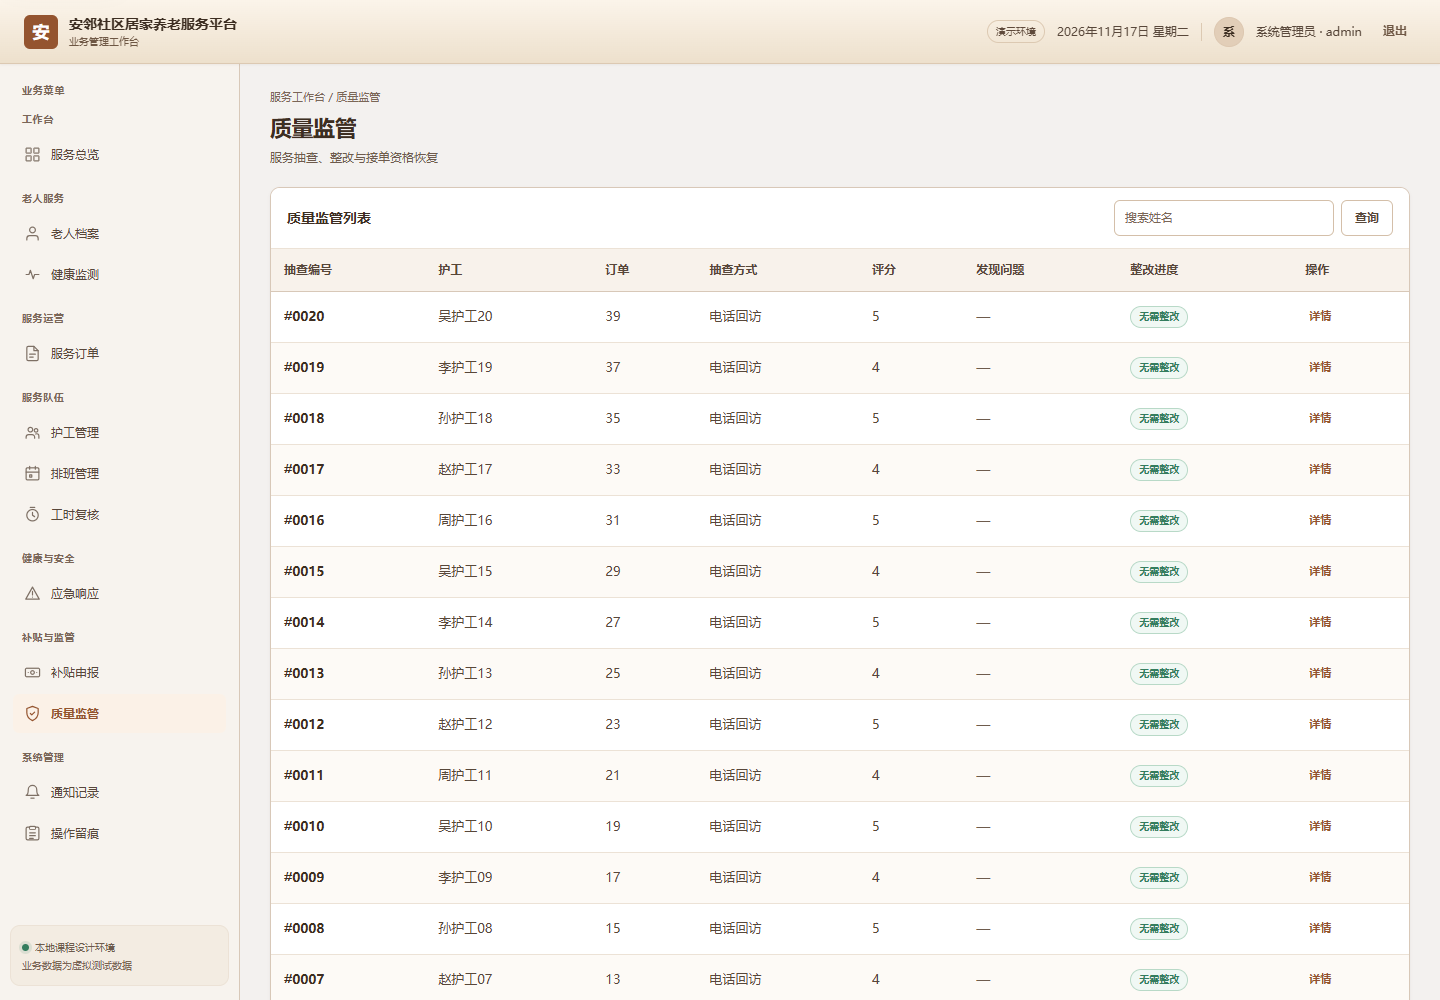 安
安邻社区居家养老服务平台
业务管理工作台
演示环境
2026年11月17日 星期二
系
系统管理员 · admin
退出
业务菜单
工作台
服务总览
老人服务
老人档案
健康监测
服务运营
服务订单
服务队伍
护工管理
排班管理
工时复核
健康与安全
应急响应
补贴与监管
补贴申报
质量监管
系统管理
通知记录
操作留痕
本地课程设计环境
业务数据为虚拟测试数据
服务工作台 / 质量监管
质量监管
服务抽查、整改与接单资格恢复
质量监管列表
搜索姓名
查询
抽查编号 护工 订单 抽查方式 评分 发现问题 整改进度 操作
#0020 吴护工20 39 电话回访 5 — 无需整改 详情
#0019 李护工19 37 电话回访 4 — 无需整改 详情
#0018 孙护工18 35 电话回访 5 — 无需整改 详情
#0017 赵护工17 33 电话回访 4 — 无需整改 详情
#0016 周护工16 31 电话回访 5 — 无需整改 详情
#0015 吴护工15 29 电话回访 4 — 无需整改 详情
#0014 李护工14 27 电话回访 5 — 无需整改 详情
#0013 孙护工13 25 电话回访 4 — 无需整改 详情
#0012 赵护工12 23 电话回访 5 — 无需整改 详情
#0011 周护工11 21 电话回访 4 — 无需整改 详情
#0010 吴护工10 19 电话回访 5 — 无需整改 详情
#0009 李护工09 17 电话回访 4 — 无需整改 详情
#0008 孙护工08 15 电话回访 5 — 无需整改 详情
#0007 赵护工07 13 电话回访 4 — 无需整改 详情